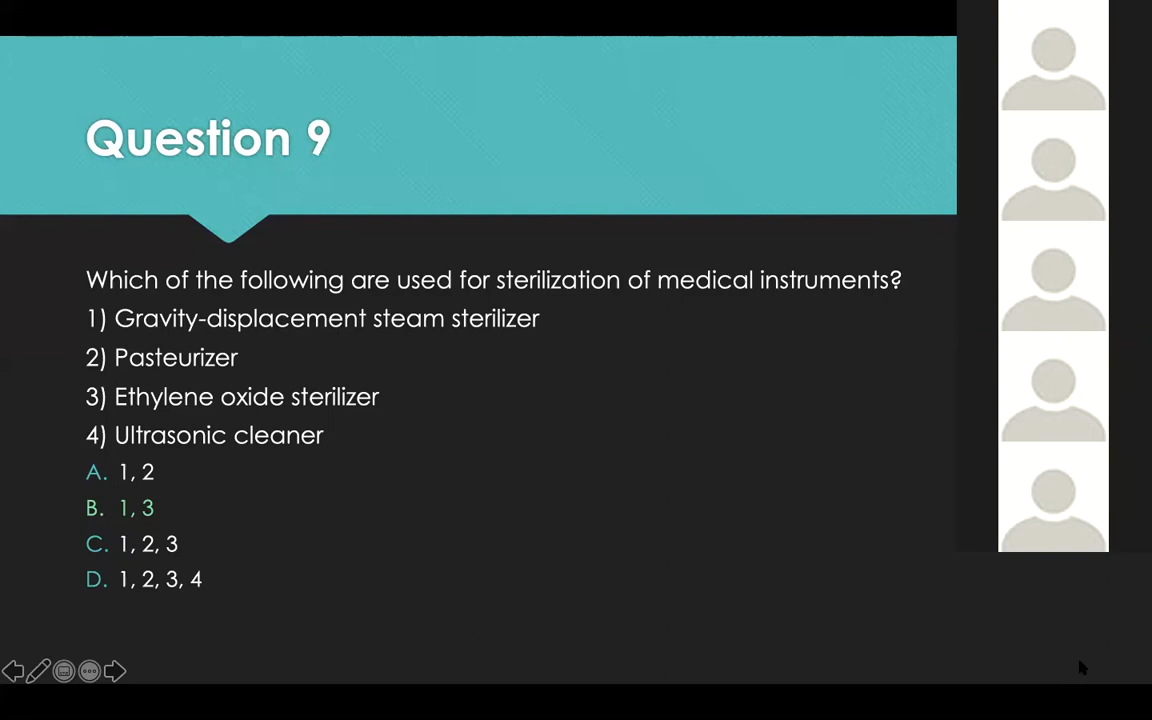 Question 9
Which of the following are used for sterilization of medical instruments?
1) Gravity-displacement steam sterilizer
2) Pasteurizer
3) Ethylene oxide sterilizer
4) Ultrasonic cleaner
A. 1, 2
B. 1, 3
C. 1, 2, 3
D. 1, 2, 3, 4